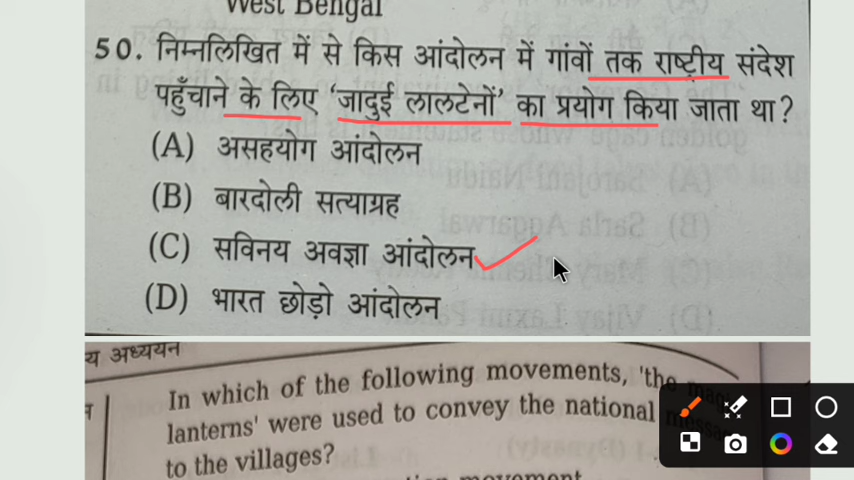 West Bengal
50. निम्नलिखित में से किस आंदोलन में गांवों तक राष्ट्रीय संदेश
पहुँचाने के लिए 'जादुई लालटेनों' का प्रयोग किया जाता था?
(A) असहयोग आंदोलन
(B) बारदोली सत्याग्रह
(C) सविनय अवज्ञा आंदोलन
(D) भारत छोड़ो आंदोलन
य अध्ययन
In which of the following movements, 'the
lanterns' were used to convey the national
to the villages?
movement